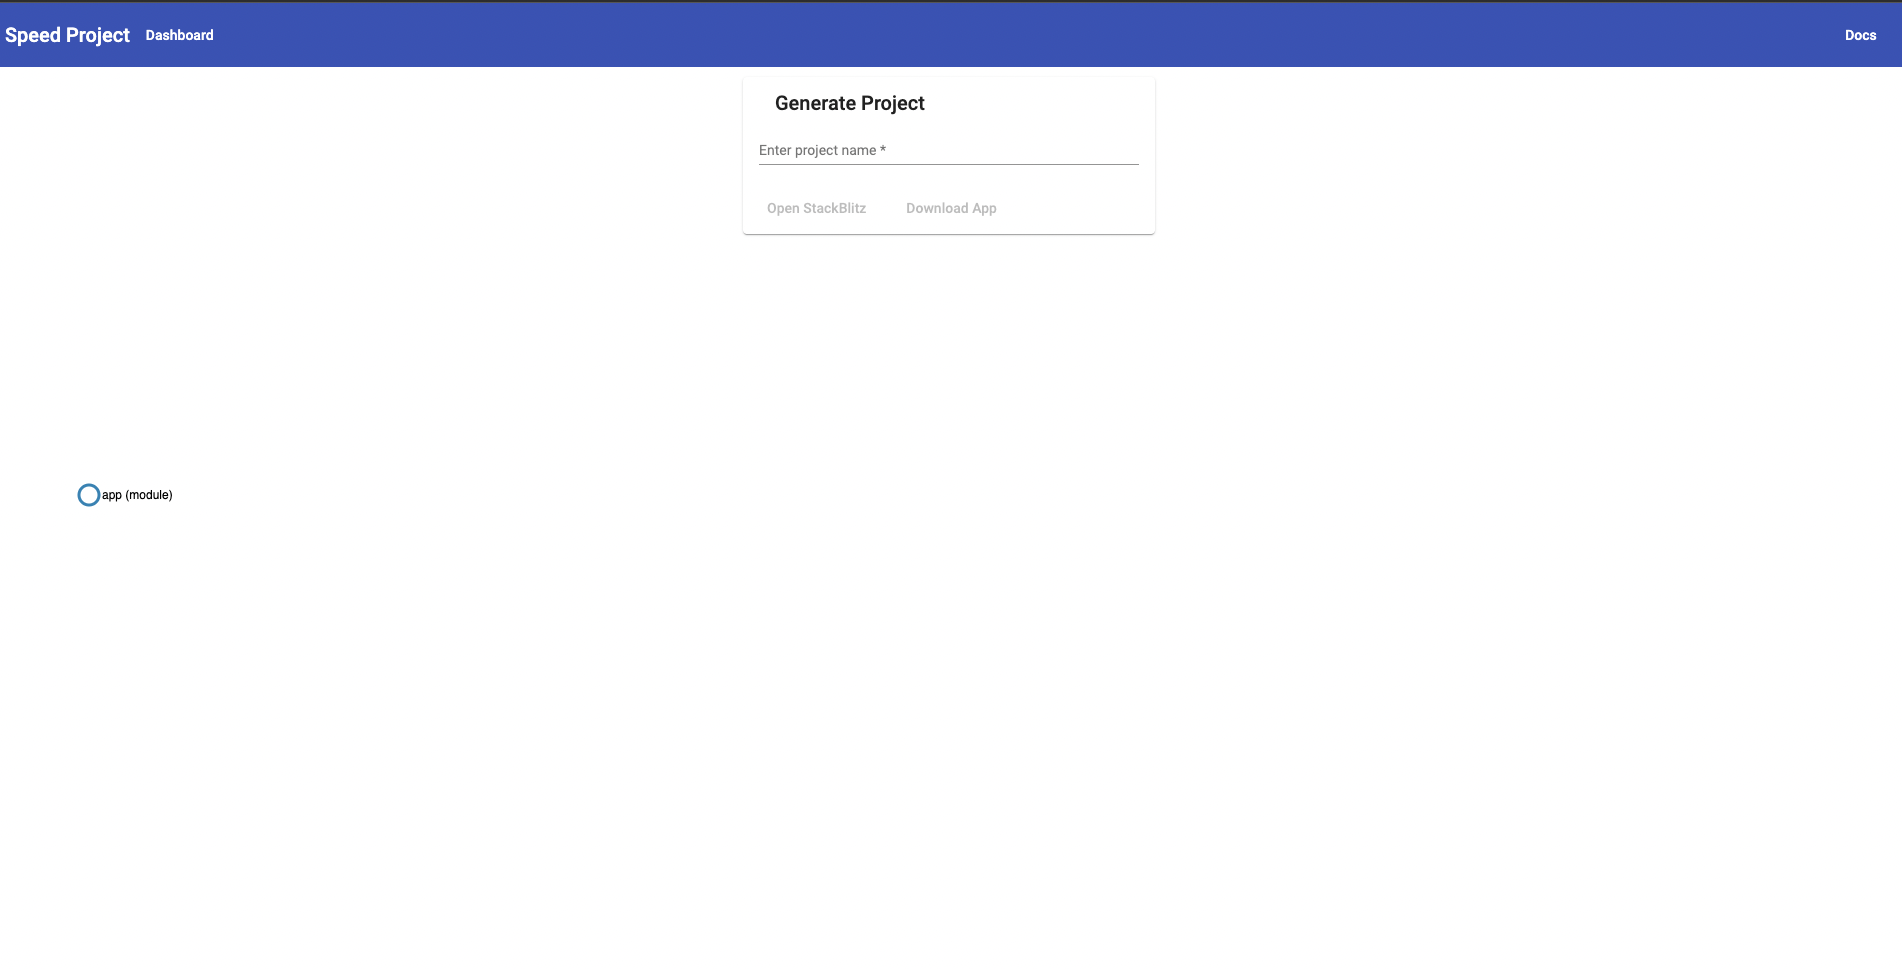 Speed Project Dashboard Docs
Generate Project
Enter project name *
Open StackBlitz Download App
app (module)